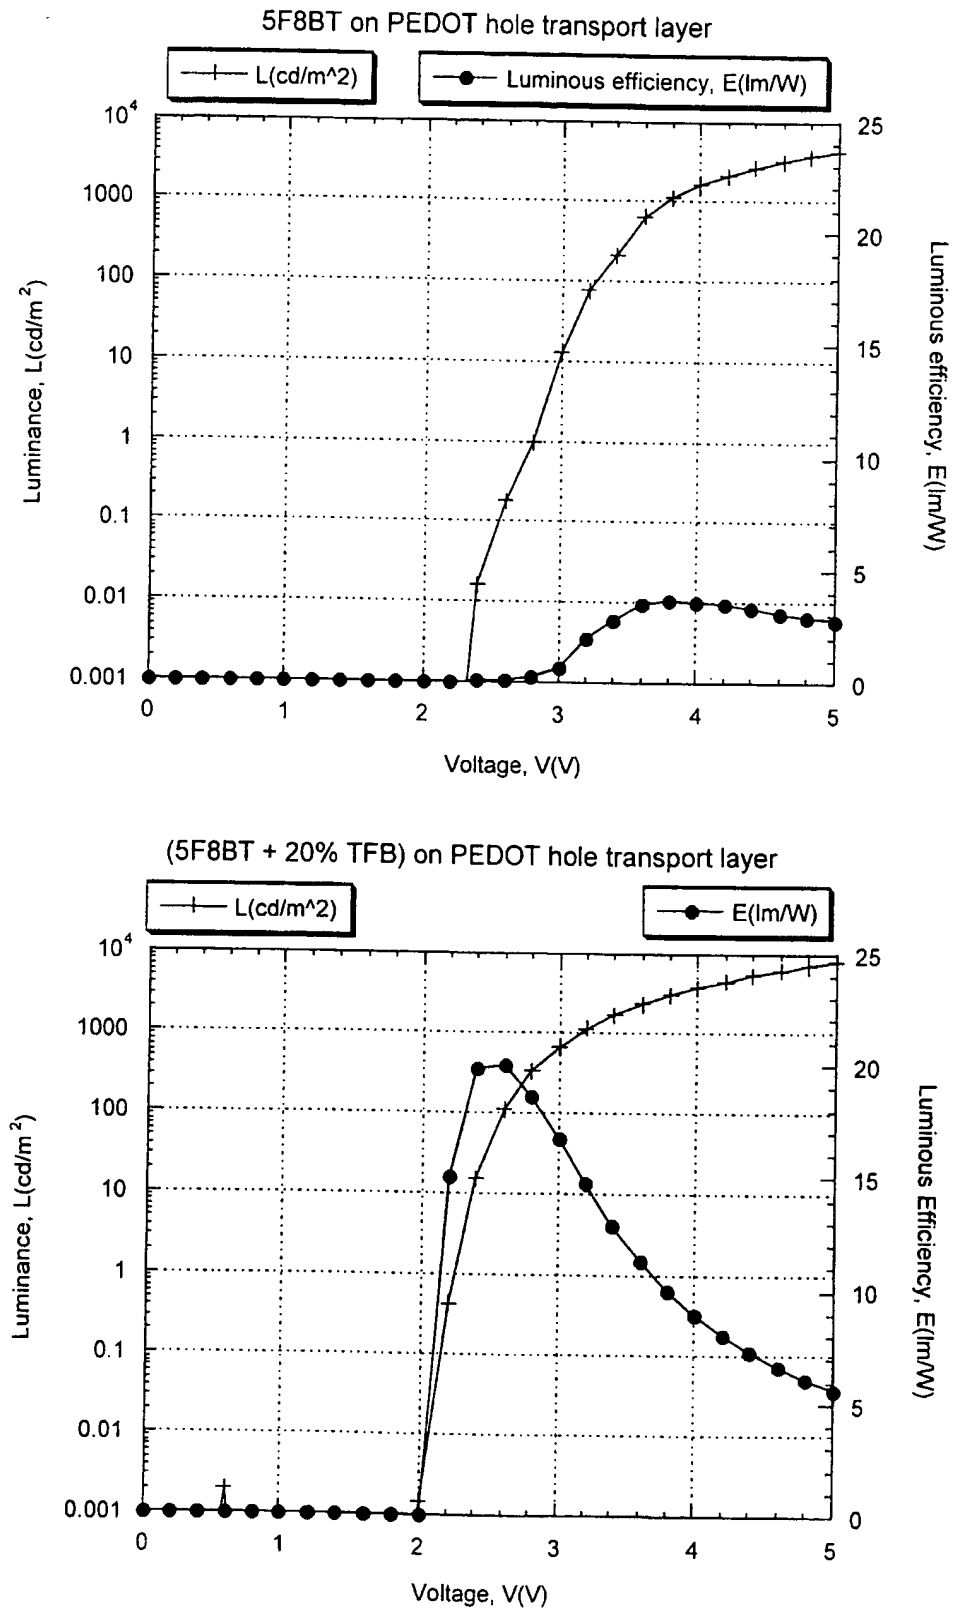 5F8BT on PEDOT hole transport layer
L(cd/m^2)
Luminous efficiency, E(lm/W)
10^4
1000
100
10
1
0.1
0.01
0.001
Luminance, L(cd/m^2)
25
20
15
10
5
0
Luminous efficiency, E(lm/W)
0 1 2 3 4 5
Voltage, V(V)
(5F8BT + 20% TFB) on PEDOT hole transport layer
L(cd/m^2)
E(lm/W)
10^4
1000
100
10
1
0.1
0.01
0.001
Luminance, L(cd/m^2)
25
20
15
10
5
0
Luminous Efficiency, E(lm/W)
0 1 2 3 4 5
Voltage, V(V)